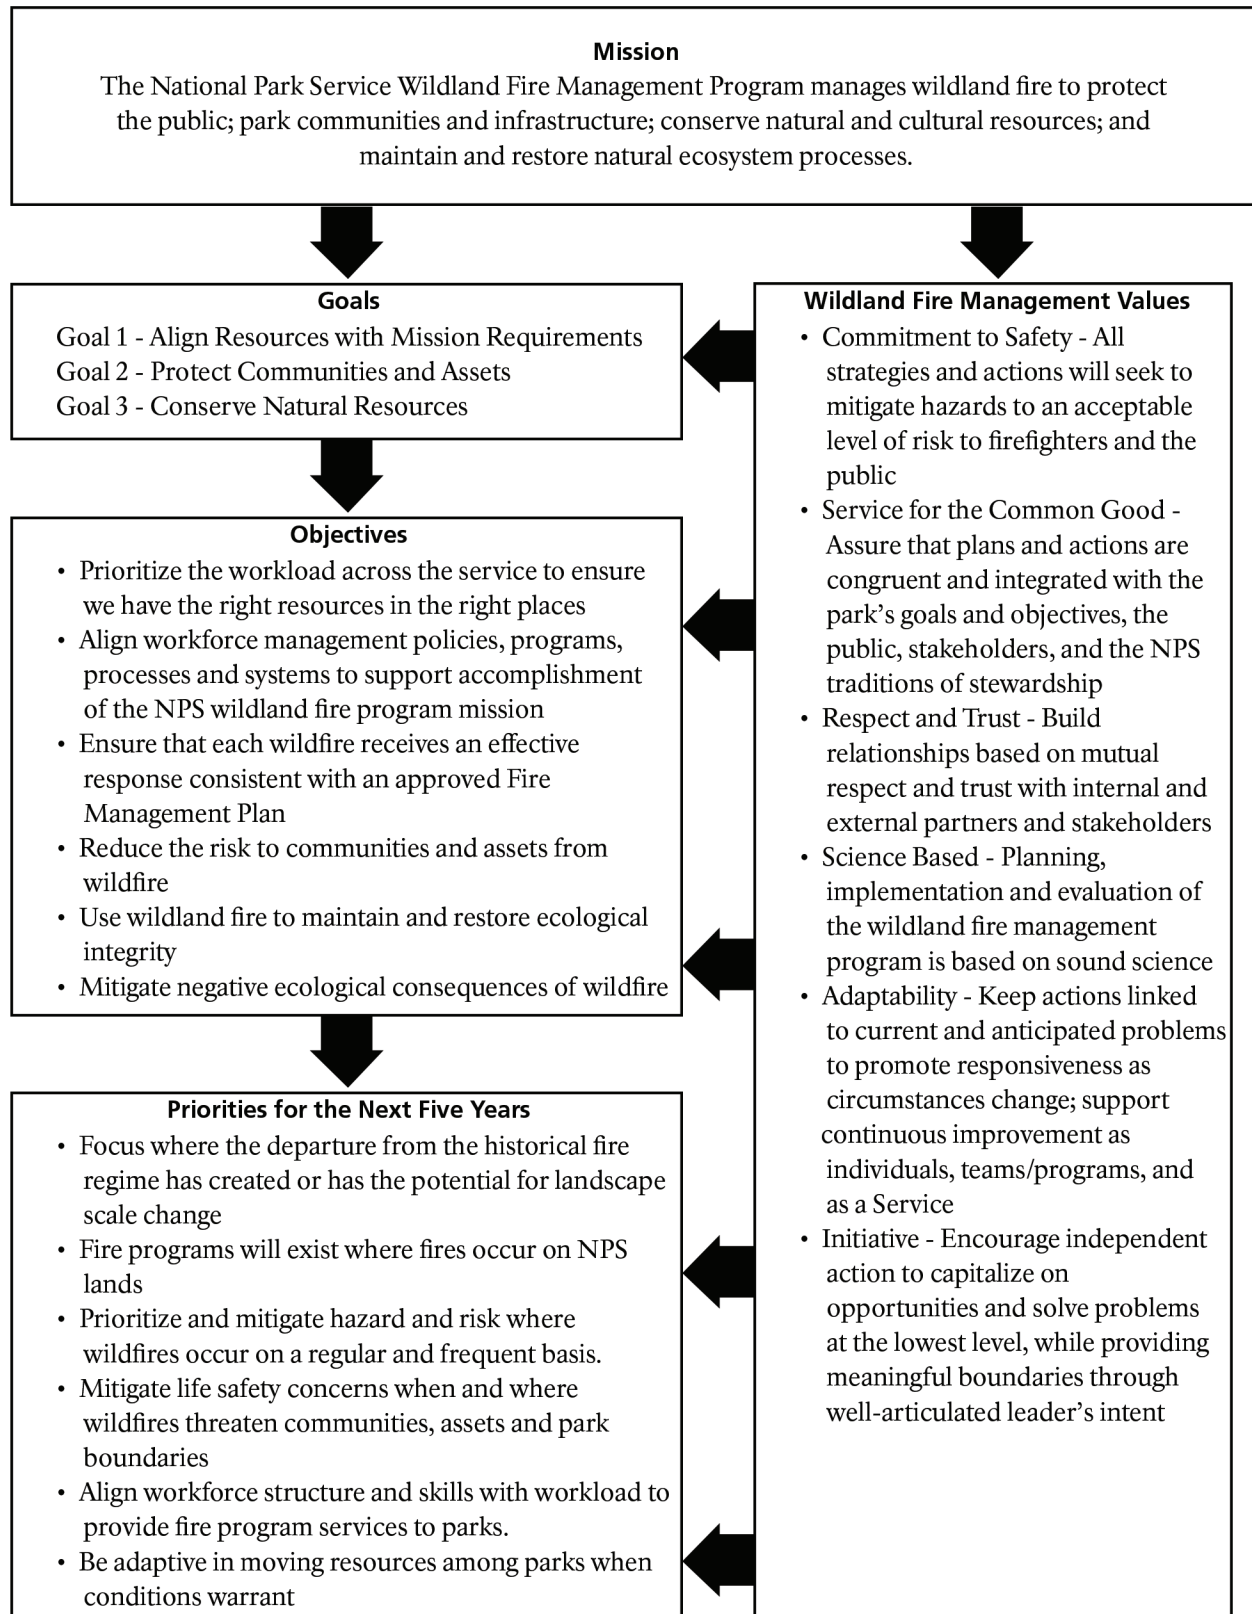 Mission
The National Park Service Wildland Fire Management Program manages wildland fire to protect
the public; park communities and infrastructure; conserve natural and cultural resources; and
maintain and restore natural ecosystem processes.
Goals
Goal 1 - Align Resources with Mission Requirements
Goal 2 - Protect Communities and Assets
Goal 3 - Conserve Natural Resources
Objectives
• Prioritize the workload across the service to ensure
we have the right resources in the right places
• Align workforce management policies, programs,
processes and systems to support accomplishment
of the NPS wildland fire program mission
• Ensure that each wildfire receives an effective
response consistent with an approved Fire
Management Plan
• Reduce the risk to communities and assets from
wildfire
• Use wildland fire to maintain and restore ecological
integrity
• Mitigate negative ecological consequences of wildfire
Priorities for the Next Five Years
• Focus where the departure from the historical fire
regime has created or has the potential for landscape
scale change
• Fire programs will exist where fires occur on NPS
lands
• Prioritize and mitigate hazard and risk where
wildfires occur on a regular and frequent basis.
• Mitigate life safety concerns when and where
wildfires threaten communities, assets and park
boundaries
• Align workforce structure and skills with workload to
provide fire program services to parks.
• Be adaptive in moving resources among parks when
conditions warrant
Wildland Fire Management Values
• Commitment to Safety - All
strategies and actions will seek to
mitigate hazards to an acceptable
level of risk to firefighters and the
public
• Service for the Common Good -
Assure that plans and actions are
congruent and integrated with the
park’s goals and objectives, the
public, stakeholders, and the NPS
traditions of stewardship
• Respect and Trust - Build
relationships based on mutual
respect and trust with internal and
external partners and stakeholders
• Science Based - Planning,
implementation and evaluation of
the wildland fire management
program is based on sound science
• Adaptability - Keep actions linked
to current and anticipated problems
to promote responsiveness as
circumstances change; support
continuous improvement as
individuals, teams/programs, and
as a Service
• Initiative - Encourage independent
action to capitalize on
opportunities and solve problems
at the lowest level, while providing
meaningful boundaries through
well-articulated leader’s intent